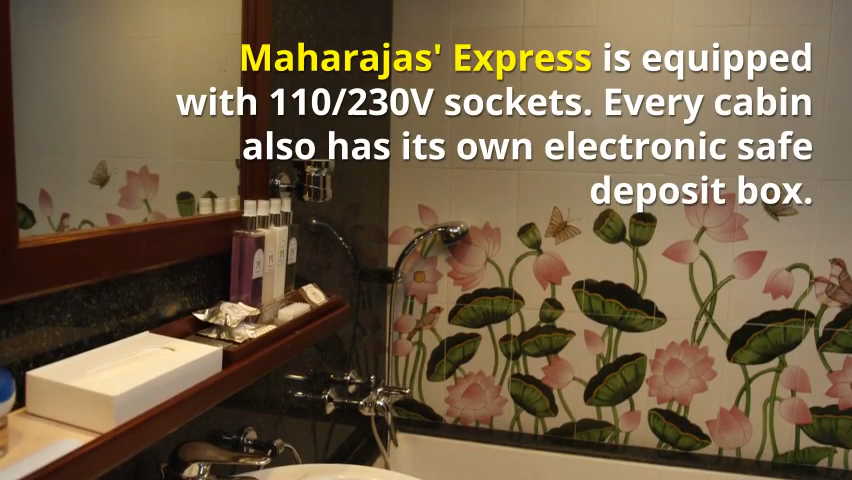 Maharajas' Express is equipped
with 110/230V sockets. Every cabin
also has its own electronic safe
deposit box.